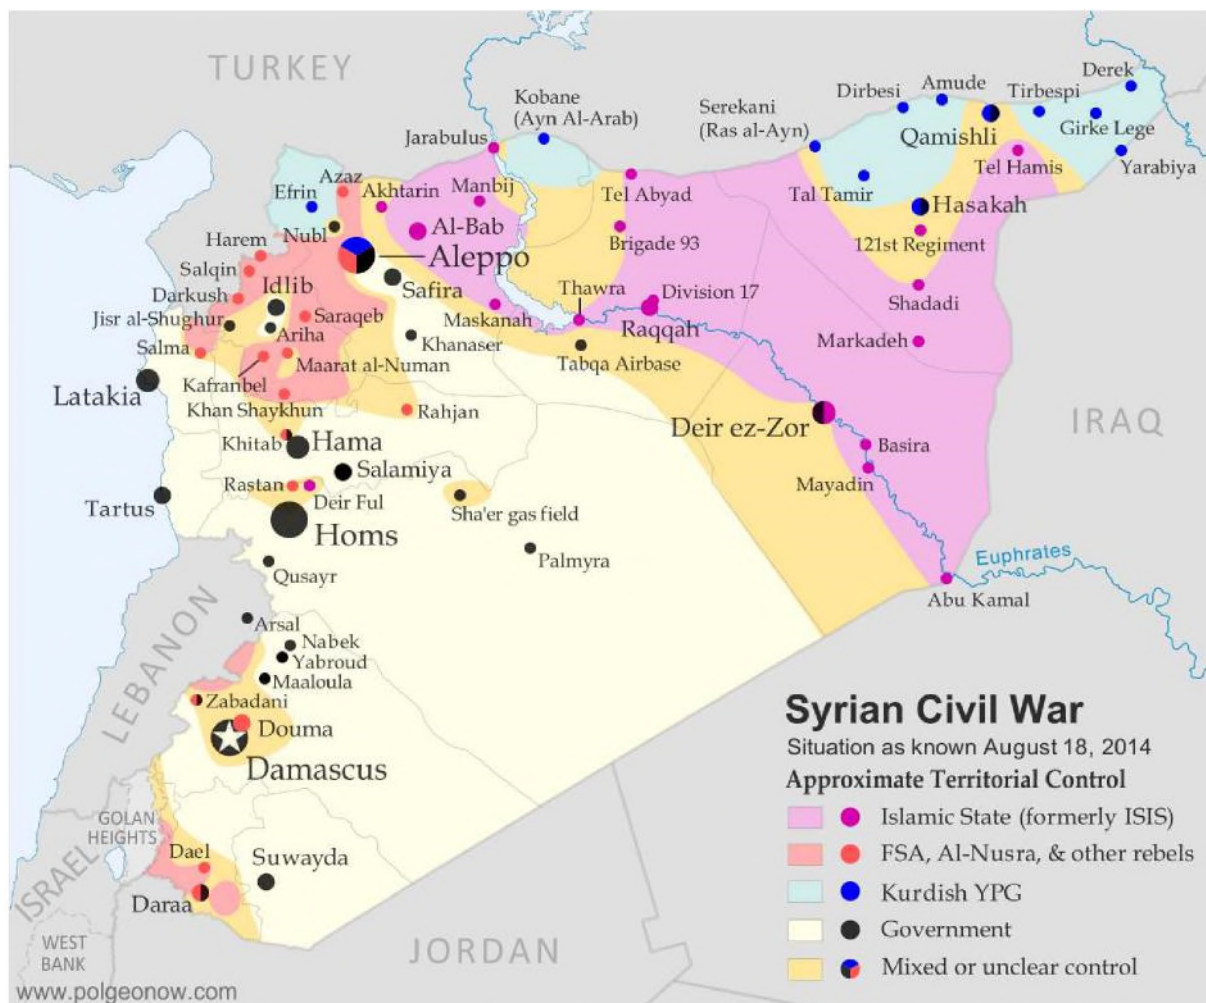 TURKEY
Derek
Amude
Kobane
(Ayn Al-Arab)
Dirbesi
Tirbespi
Serekani
(Ras al-Ayn)
Jarabulus
Qamishli
Girke Lege
Azaz
Efrin
Akhtarin
Manbij
Tel Abyad
Tal Tamir
Tel Hamis
Yarabiya
Nubl
Al-Bab
Hasakah
Harem
Aleppo
Brigade 93
121st Regiment
Salqin
Idlib
Safira
Darkush
Thawra
Division 17
Shadadi
Jisr al-Shughur
Saraqeb
Maskanah
Raqqah
Ariha
Khanaser
Markadeh
Salma
Maarat al-Numan
Tabqa Airbase
Kafranbel
Latakia
Khan Shaykhun
Rahjan
IRAQ
Deir ez-Zor
Khitab
Hama
Basira
Salamiya
Mayadin
Rastan
Deir Ful
Tartus
Sha'er gas field
Homs
Palmyra
Euphrates
Qusayr
Abu Kamal
LEBANON
Arsal
Nabek
Yabroud
Maaloula
Zabadani
Douma
Damascus
GOLAN
HEIGHTS
ISRAEL
Dael
Suwayda
Daraa
WEST
BANK
JORDAN
Syrian Civil War
Situation as known August 18, 2014
Approximate Territorial Control
Islamic State (formerly ISIS)
FSA, Al-Nusra, & other rebels
Kurdish YPG
Government
Mixed or unclear control
www.polgeonow.com